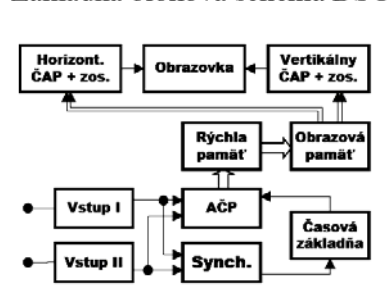 Horizont. Obrazovka Vertikálny
ČAP + zos. ČAP + zos.
Rýchla Obrazová
pamäť pamäť
Vstup I AČP
Časová
základňa
Vstup II Synch.